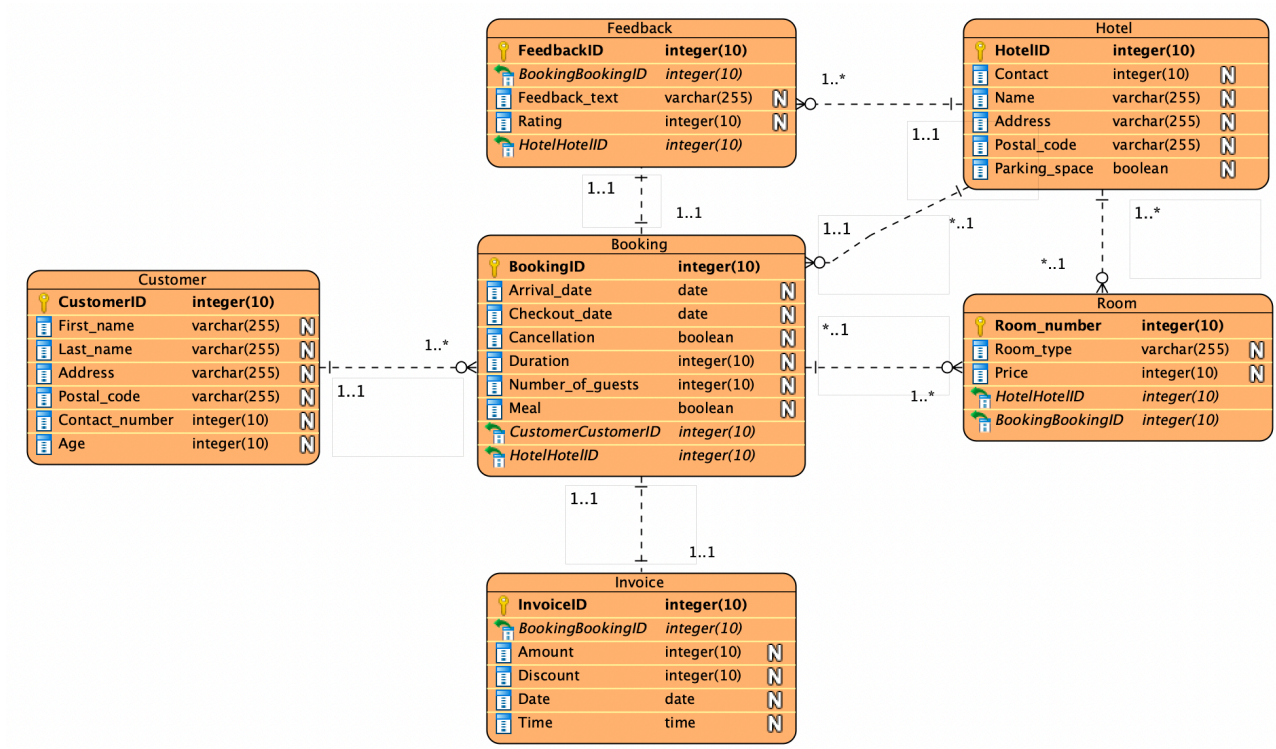 Feedback
FeedbackID integer(10)
BookingBookingID integer(10)
Feedback_text varchar(255) N
Rating integer(10) N
HotelHotelID integer(10)
1..*
Hotel
HotelID integer(10)
Contact integer(10) N
Name varchar(255) N
Address varchar(255) N
Postal_code varchar(255) N
Parking_space boolean N
1..1
1..1
1..1
1..1
*..1
1..*
*..1
Booking
BookingID integer(10)
Arrival_date date N
Checkout_date date N
Cancellation boolean N
Duration integer(10) N
Number_of_guests integer(10) N
Meal boolean N
CustomerCustomerID integer(10)
HotelHotelID integer(10)
Customer
CustomerID integer(10)
First_name varchar(255) N
Last_name varchar(255) N
Address varchar(255) N
Postal_code varchar(255) N
Contact_number integer(10) N
Age integer(10) N
1..*
1..1
*..1
1..*
Room
Room_number integer(10)
Room_type varchar(255) N
Price integer(10) N
HotelHotelID integer(10)
BookingBookingID integer(10)
1..1
1..1
Invoice
InvoiceID integer(10)
BookingBookingID integer(10)
Amount integer(10) N
Discount integer(10) N
Date date N
Time time N